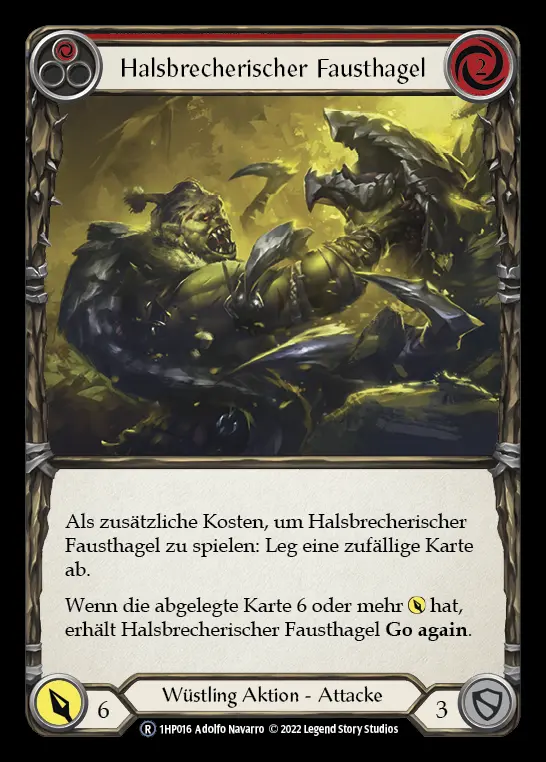 Halsbrecherischer Fausthagel
2
Als zusätzliche Kosten, um Halsbrecherischer
Fausthagel zu spielen: Leg eine zufällige Karte
ab.
Wenn die abgelegte Karte 6 oder mehr hat,
erhält Halsbrecherischer Fausthagel Go again.
6
Wüstling Aktion - Attacke
3
R 1HP016 Adolfo Navarro © 2022 Legend Story Studios